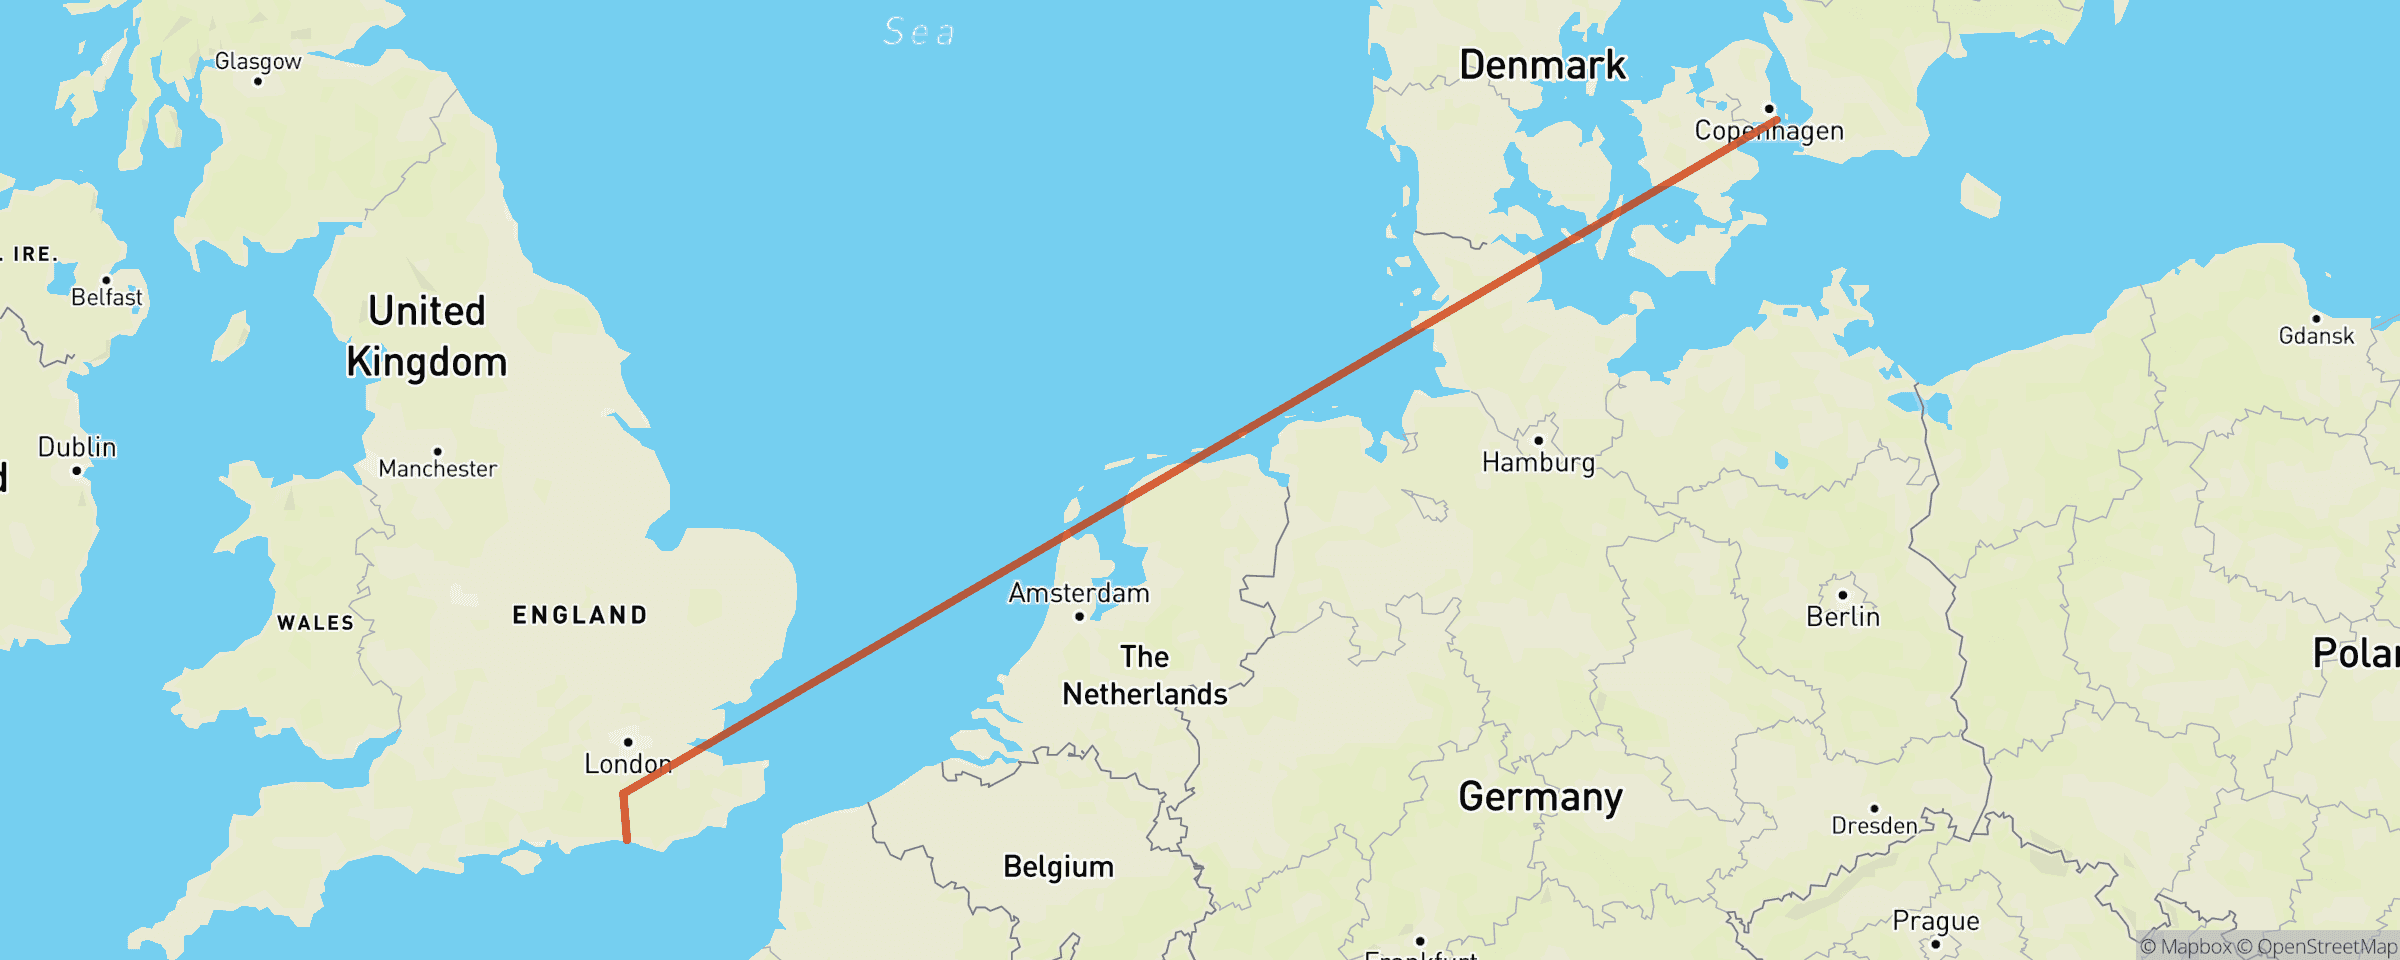 Sea
Glasgow
Denmark
Copenhagen
. IRE.
Belfast
United
Kingdom
Gdansk
Dublin
Manchester
d
Hamburg
Amsterdam
ENGLAND
WALES
Berlin
The
Netherlands
Polar
London
Germany
Dresden
Belgium
Prague
Frankfurt
© Mapbox © OpenStreetMap